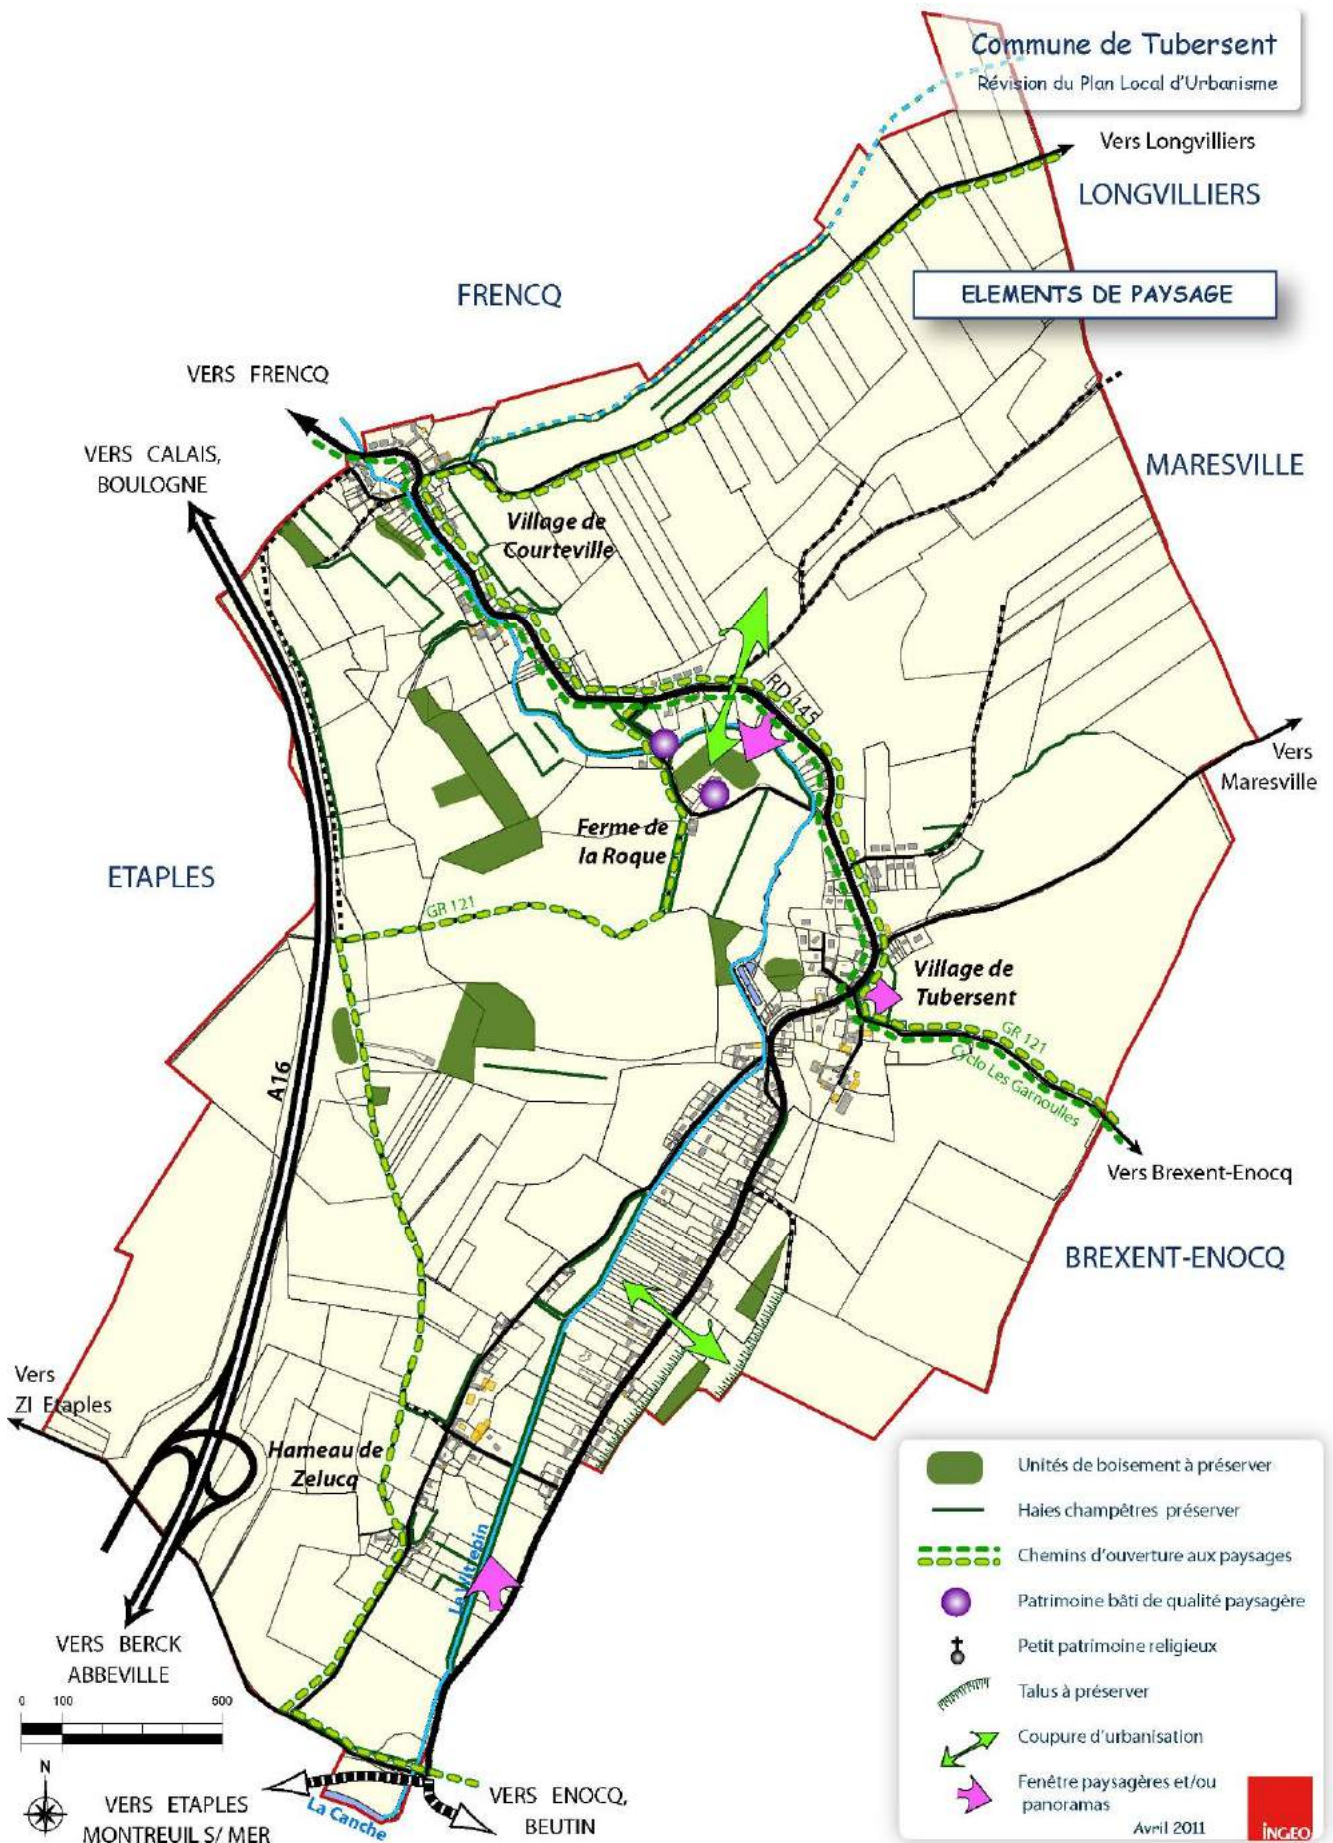 Commune de Tubersent
Révision du Plan Local d'Urbanisme
Vers Longvilliers
LONGVILLIERS
ELEMENTS DE PAYSAGE
FRENCQ
VERS FRENCQ
VERS CALAIS,
BOULOGNE
MARESVILLE
Village de
Courteville
RD 145
Vers
Maresville
Ferme de
la Roque
ETAPLES
GR 121
Village de
Tubersent
GR 121
Cyclo Les Garnoulles
A16
Vers Brexent-Enocq
BREXENT-ENOCQ
Vers
ZI Etaples
Hameau de
Zelucq
La Witrepin
VERS BERCK
ABBEVILLE
0 100 500
N
VERS ETAPLES
MONTREUIL S/ MER
La Canche
VERS ENOCQ,
BEUTIN
Unités de boisement à préserver
Haies champêtres préserver
Chemins d'ouverture aux paysages
Patrimoine bâti de qualité paysagère
Petit patrimoine religieux
Talus à préserver
Coupure d'urbanisation
Fenêtre paysagères et/ou
panoramas
Avril 2011
INGEO